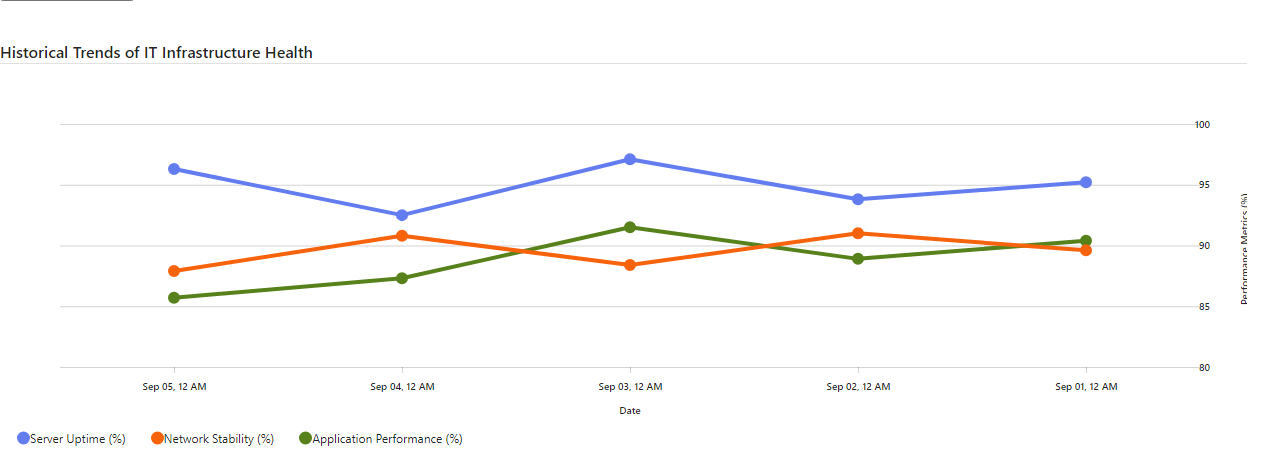 Historical Trends of IT Infrastructure Health
100
95
90
85
80
Performance Metrics (%)
Sep 05, 12 AM Sep 04, 12 AM Sep 03, 12 AM Sep 02, 12 AM Sep 01, 12 AM
Date
Server Uptime (%) Network Stability (%) Application Performance (%)